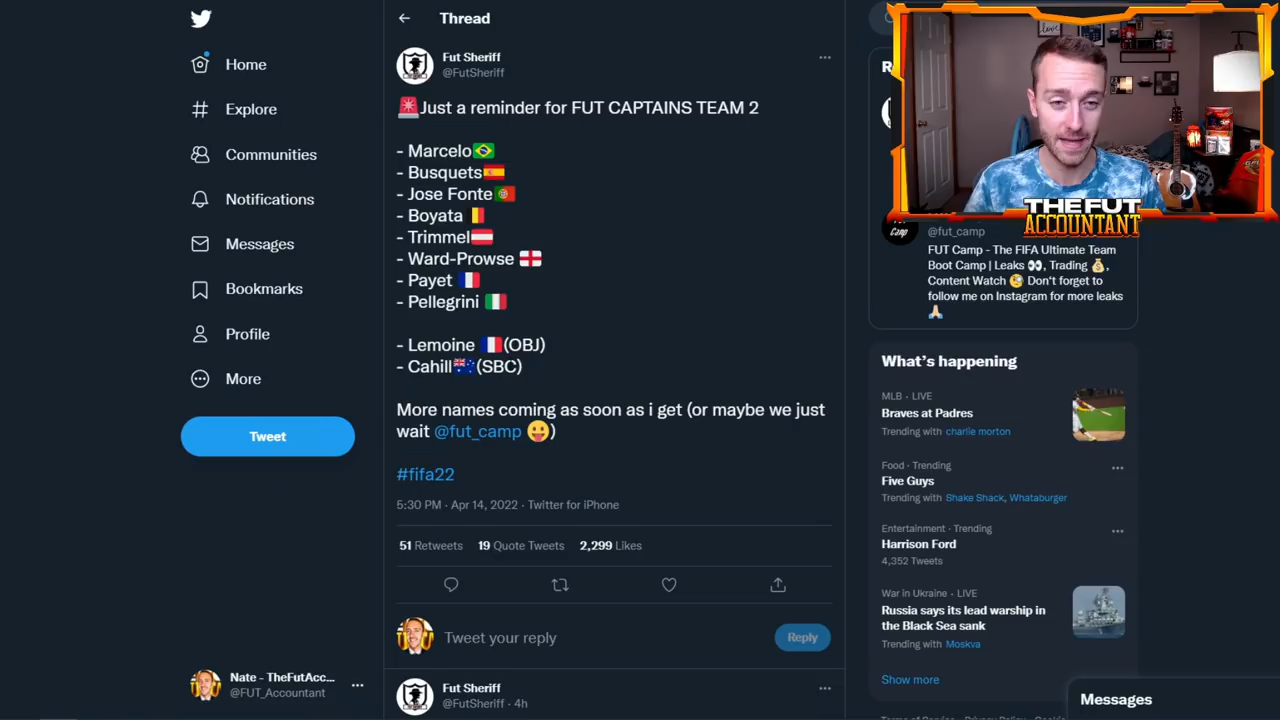 Home
Explore
Communities
Notifications
Messages
Bookmarks
Profile
More
Tweet
Nate - TheFutAcc...
@FUT_Accountant
Thread
Fut Sheriff
@FutSheriff
🚨Just a reminder for FUT CAPTAINS TEAM 2
- Marcelo🇧🇷
- Busquets🇪🇸
- Jose Fonte🇵🇹
- Boyata 🇧🇪
- Trimmel🇦🇹
- Ward-Prowse 🏴󠁧󠁢󠁥󠁮󠁧󠁿
- Payet 🇫🇷
- Pellegrini 🇮🇹
- Lemoine 🇫🇷(OBJ)
- Cahill🇦🇺(SBC)
More names coming as soon as i get (or maybe we just
wait @fut_camp 😛)
#fifa22
5:30 PM · Apr 14, 2022 · Twitter for iPhone
51 Retweets 19 Quote Tweets 2,299 Likes
Tweet your reply
Reply
Fut Sheriff
@FutSheriff · 4h
THE FUT
ACCOUNTANT
Camp
@fut_camp
FUT Camp - The FIFA Ultimate Team
Boot Camp | Leaks 👀, Trading 💰,
Content Watch 🧐 Don't forget to
follow me on Instagram for more leaks
🙏🏼
What's happening
MLB · LIVE
Braves at Padres
Trending with charlie morton
Food · Trending
Five Guys
Trending with Shake Shack, Whataburger
Entertainment · Trending
Harrison Ford
4,352 Tweets
War in Ukraine · LIVE
Russia says its lead warship in
the Black Sea sank
Trending with Moskva
Show more
Messages